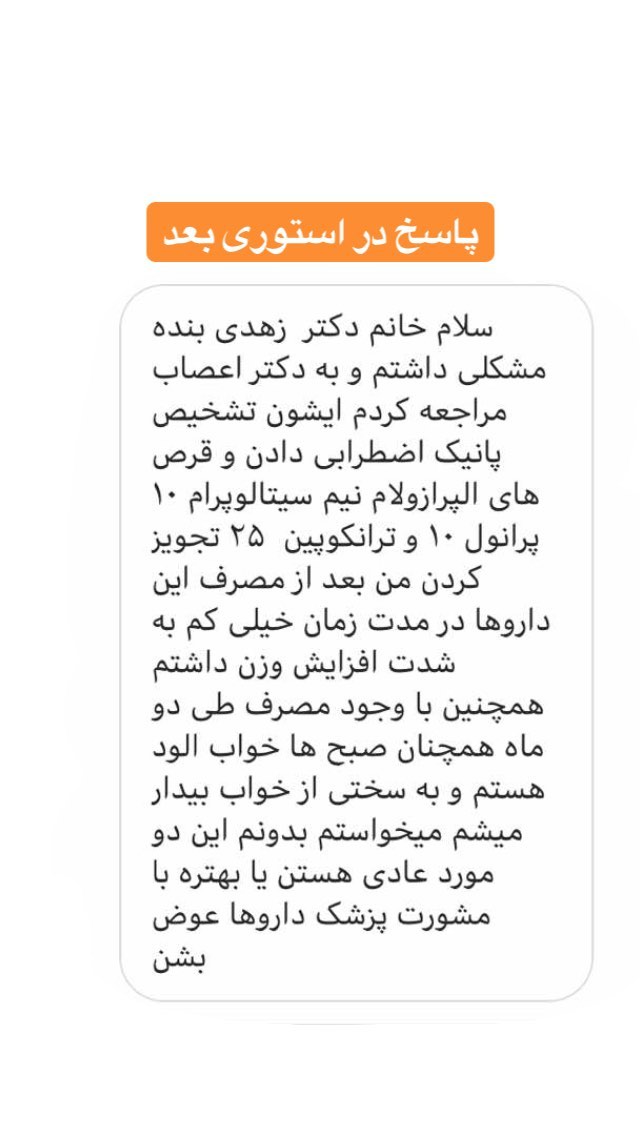 پاسخ در استوری بعد
سلام خانم دکتر زهدی بنده
مشکلی داشتم و به دکتر اعصاب
مراجعه کردم ایشون تشخیص
پانیک اضطرابی دادن و قرص
های الپرازولام نیم سیتالوپرام ۱۰
پرانول ۱۰ و ترانکوپین ۲۵ تجویز
کردن من بعد از مصرف این
داروها در مدت زمان خیلی کم به
شدت افزایش وزن داشتم
همچنین با وجود مصرف طی دو
ماه همچنان صبح ها خواب الود
هستم و به سختی از خواب بیدار
میشم میخواستم بدونم این دو
مورد عادی هستن یا بهتره با
مشورت پزشک داروها عوض
بشن